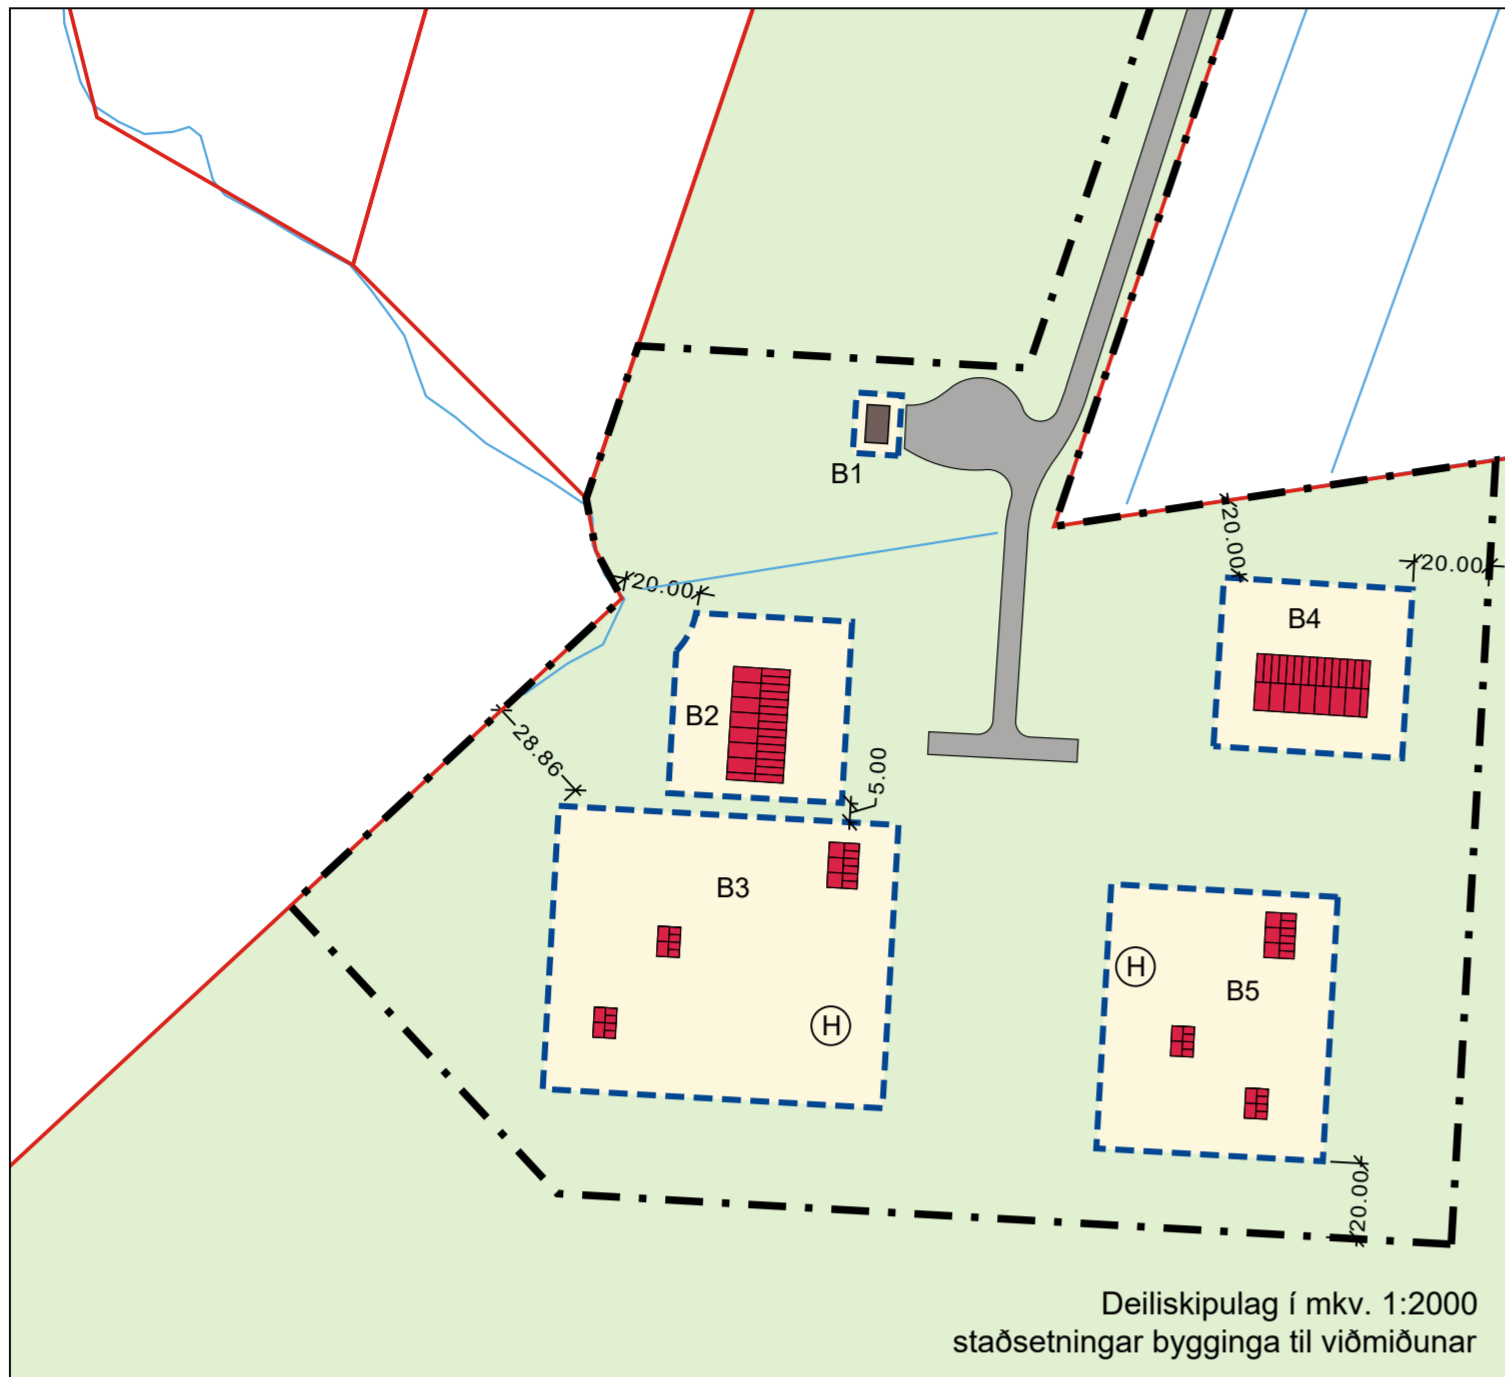 B1
20.00
20.00
20.00
B4
B2
28.86
5.00
B3
H
B5
H
20.00
Deiliskipulag í mkv. 1:2000
staðsetningar bygginga til viðmiðunar